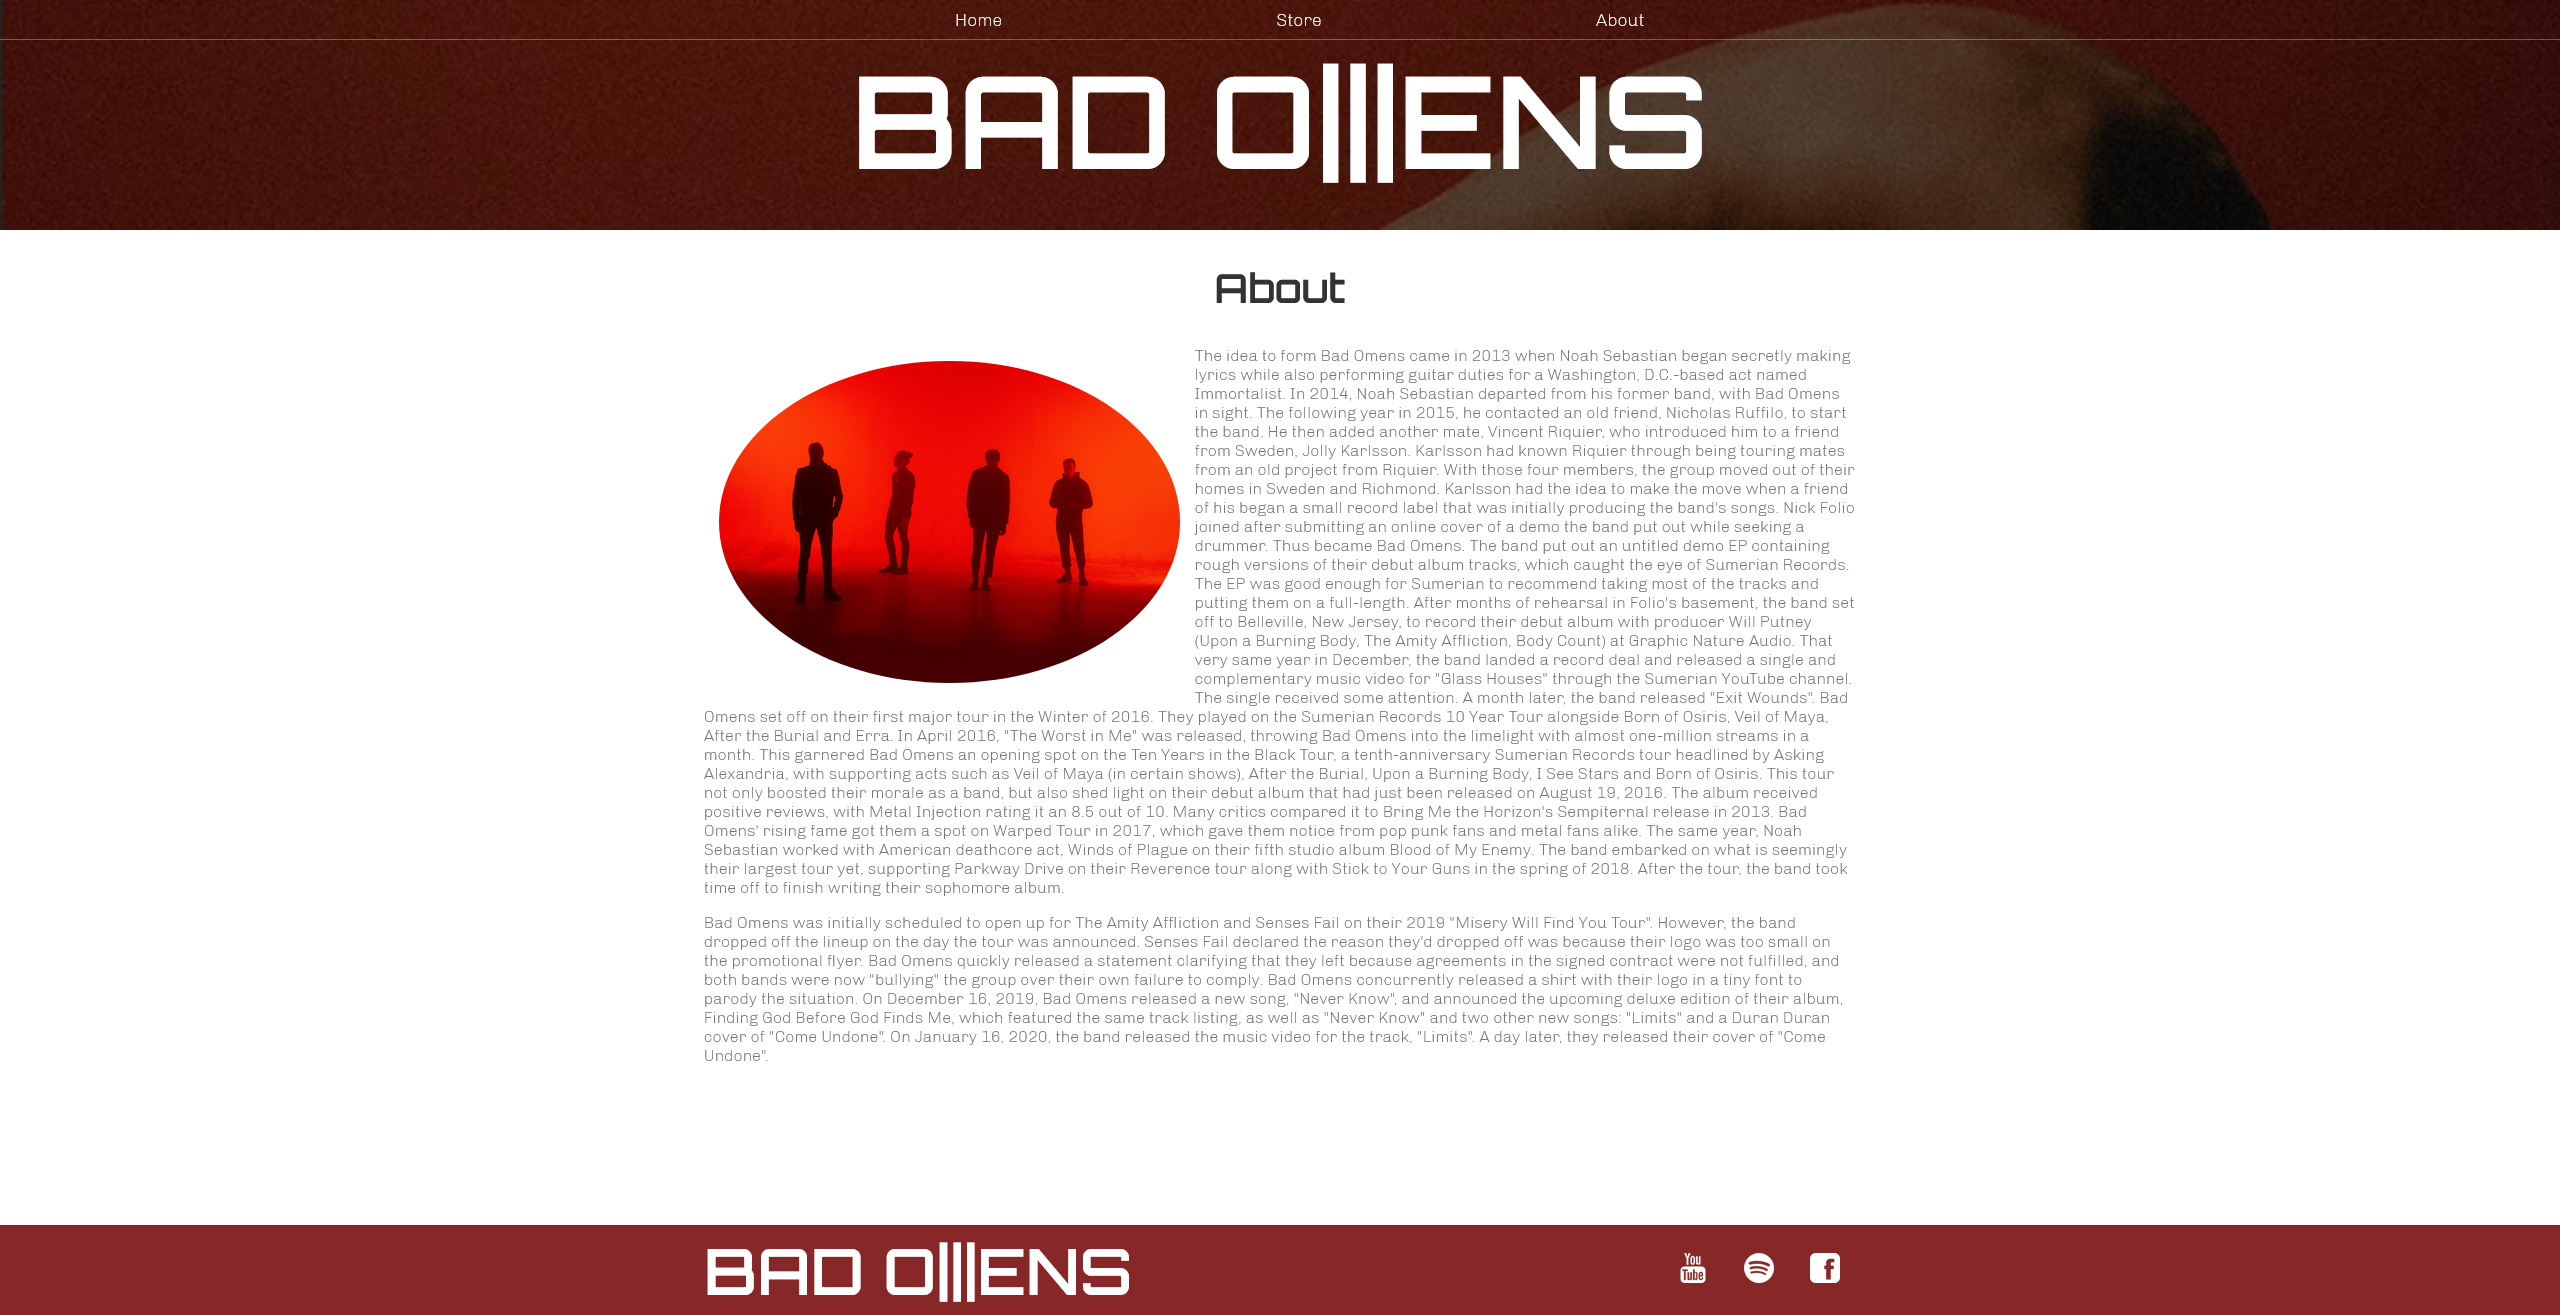 Home Store About
BAD OMENS
About
The idea to form Bad Omens came in 2013 when Noah Sebastian began secretly making
lyrics while also performing guitar duties for a Washington, D.C.-based act named
Immortalist. In 2014, Noah Sebastian departed from his former band, with Bad Omens
in sight. The following year in 2015, he contacted an old friend, Nicholas Ruffilo, to start
the band. He then added another mate, Vincent Riquier, who introduced him to a friend
from Sweden, Jolly Karlsson. Karlsson had known Riquier through being touring mates
from an old project from Riquier. With those four members, the group moved out of their
homes in Sweden and Richmond. Karlsson had the idea to make the move when a friend
of his began a small record label that was initially producing the band's songs. Nick Folio
joined after submitting an online cover of a demo the band put out while seeking a
drummer. Thus became Bad Omens. The band put out an untitled demo EP containing
rough versions of their debut album tracks, which caught the eye of Sumerian Records.
The EP was good enough for Sumerian to recommend taking most of the tracks and
putting them on a full-length. After months of rehearsal in Folio's basement, the band set
off to Belleville, New Jersey, to record their debut album with producer Will Putney
(Upon a Burning Body, The Amity Affliction, Body Count) at Graphic Nature Audio. That
very same year in December, the band landed a record deal and released a single and
complementary music video for "Glass Houses" through the Sumerian YouTube channel.
The single received some attention. A month later, the band released "Exit Wounds". Bad
Omens set off on their first major tour in the Winter of 2016. They played on the Sumerian Records 10 Year Tour alongside Born of Osiris, Veil of Maya,
After the Burial and Erra. In April 2016, "The Worst in Me" was released, throwing Bad Omens into the limelight with almost one-million streams in a
month. This garnered Bad Omens an opening spot on the Ten Years in the Black Tour, a tenth-anniversary Sumerian Records tour headlined by Asking
Alexandria, with supporting acts such as Veil of Maya (in certain shows), After the Burial, Upon a Burning Body, I See Stars and Born of Osiris. This tour
not only boosted their morale as a band, but also shed light on their debut album that had just been released on August 19, 2016. The album received
positive reviews, with Metal Injection rating it an 8.5 out of 10. Many critics compared it to Bring Me the Horizon's Sempiternal release in 2013. Bad
Omens' rising fame got them a spot on Warped Tour in 2017, which gave them notice from pop punk fans and metal fans alike. The same year, Noah
Sebastian worked with American deathcore act, Winds of Plague on their fifth studio album Blood of My Enemy. The band embarked on what is seemingly
their largest tour yet, supporting Parkway Drive on their Reverence tour along with Stick to Your Guns in the spring of 2018. After the tour, the band took
time off to finish writing their sophomore album.
Bad Omens was initially scheduled to open up for The Amity Affliction and Senses Fail on their 2019 "Misery Will Find You Tour". However, the band
dropped off the lineup on the day the tour was announced. Senses Fail declared the reason they'd dropped off was because their logo was too small on
the promotional flyer. Bad Omens quickly released a statement clarifying that they left because agreements in the signed contract were not fulfilled, and
both bands were now "bullying" the group over their own failure to comply. Bad Omens concurrently released a shirt with their logo in a tiny font to
parody the situation. On December 16, 2019, Bad Omens released a new song, "Never Know", and announced the upcoming deluxe edition of their album,
Finding God Before God Finds Me, which featured the same track listing, as well as "Never Know" and two other new songs: "Limits" and a Duran Duran
cover of "Come Undone". On January 16, 2020, the band released the music video for the track, "Limits". A day later, they released their cover of "Come
Undone".
BAD OMENS
You
Tube